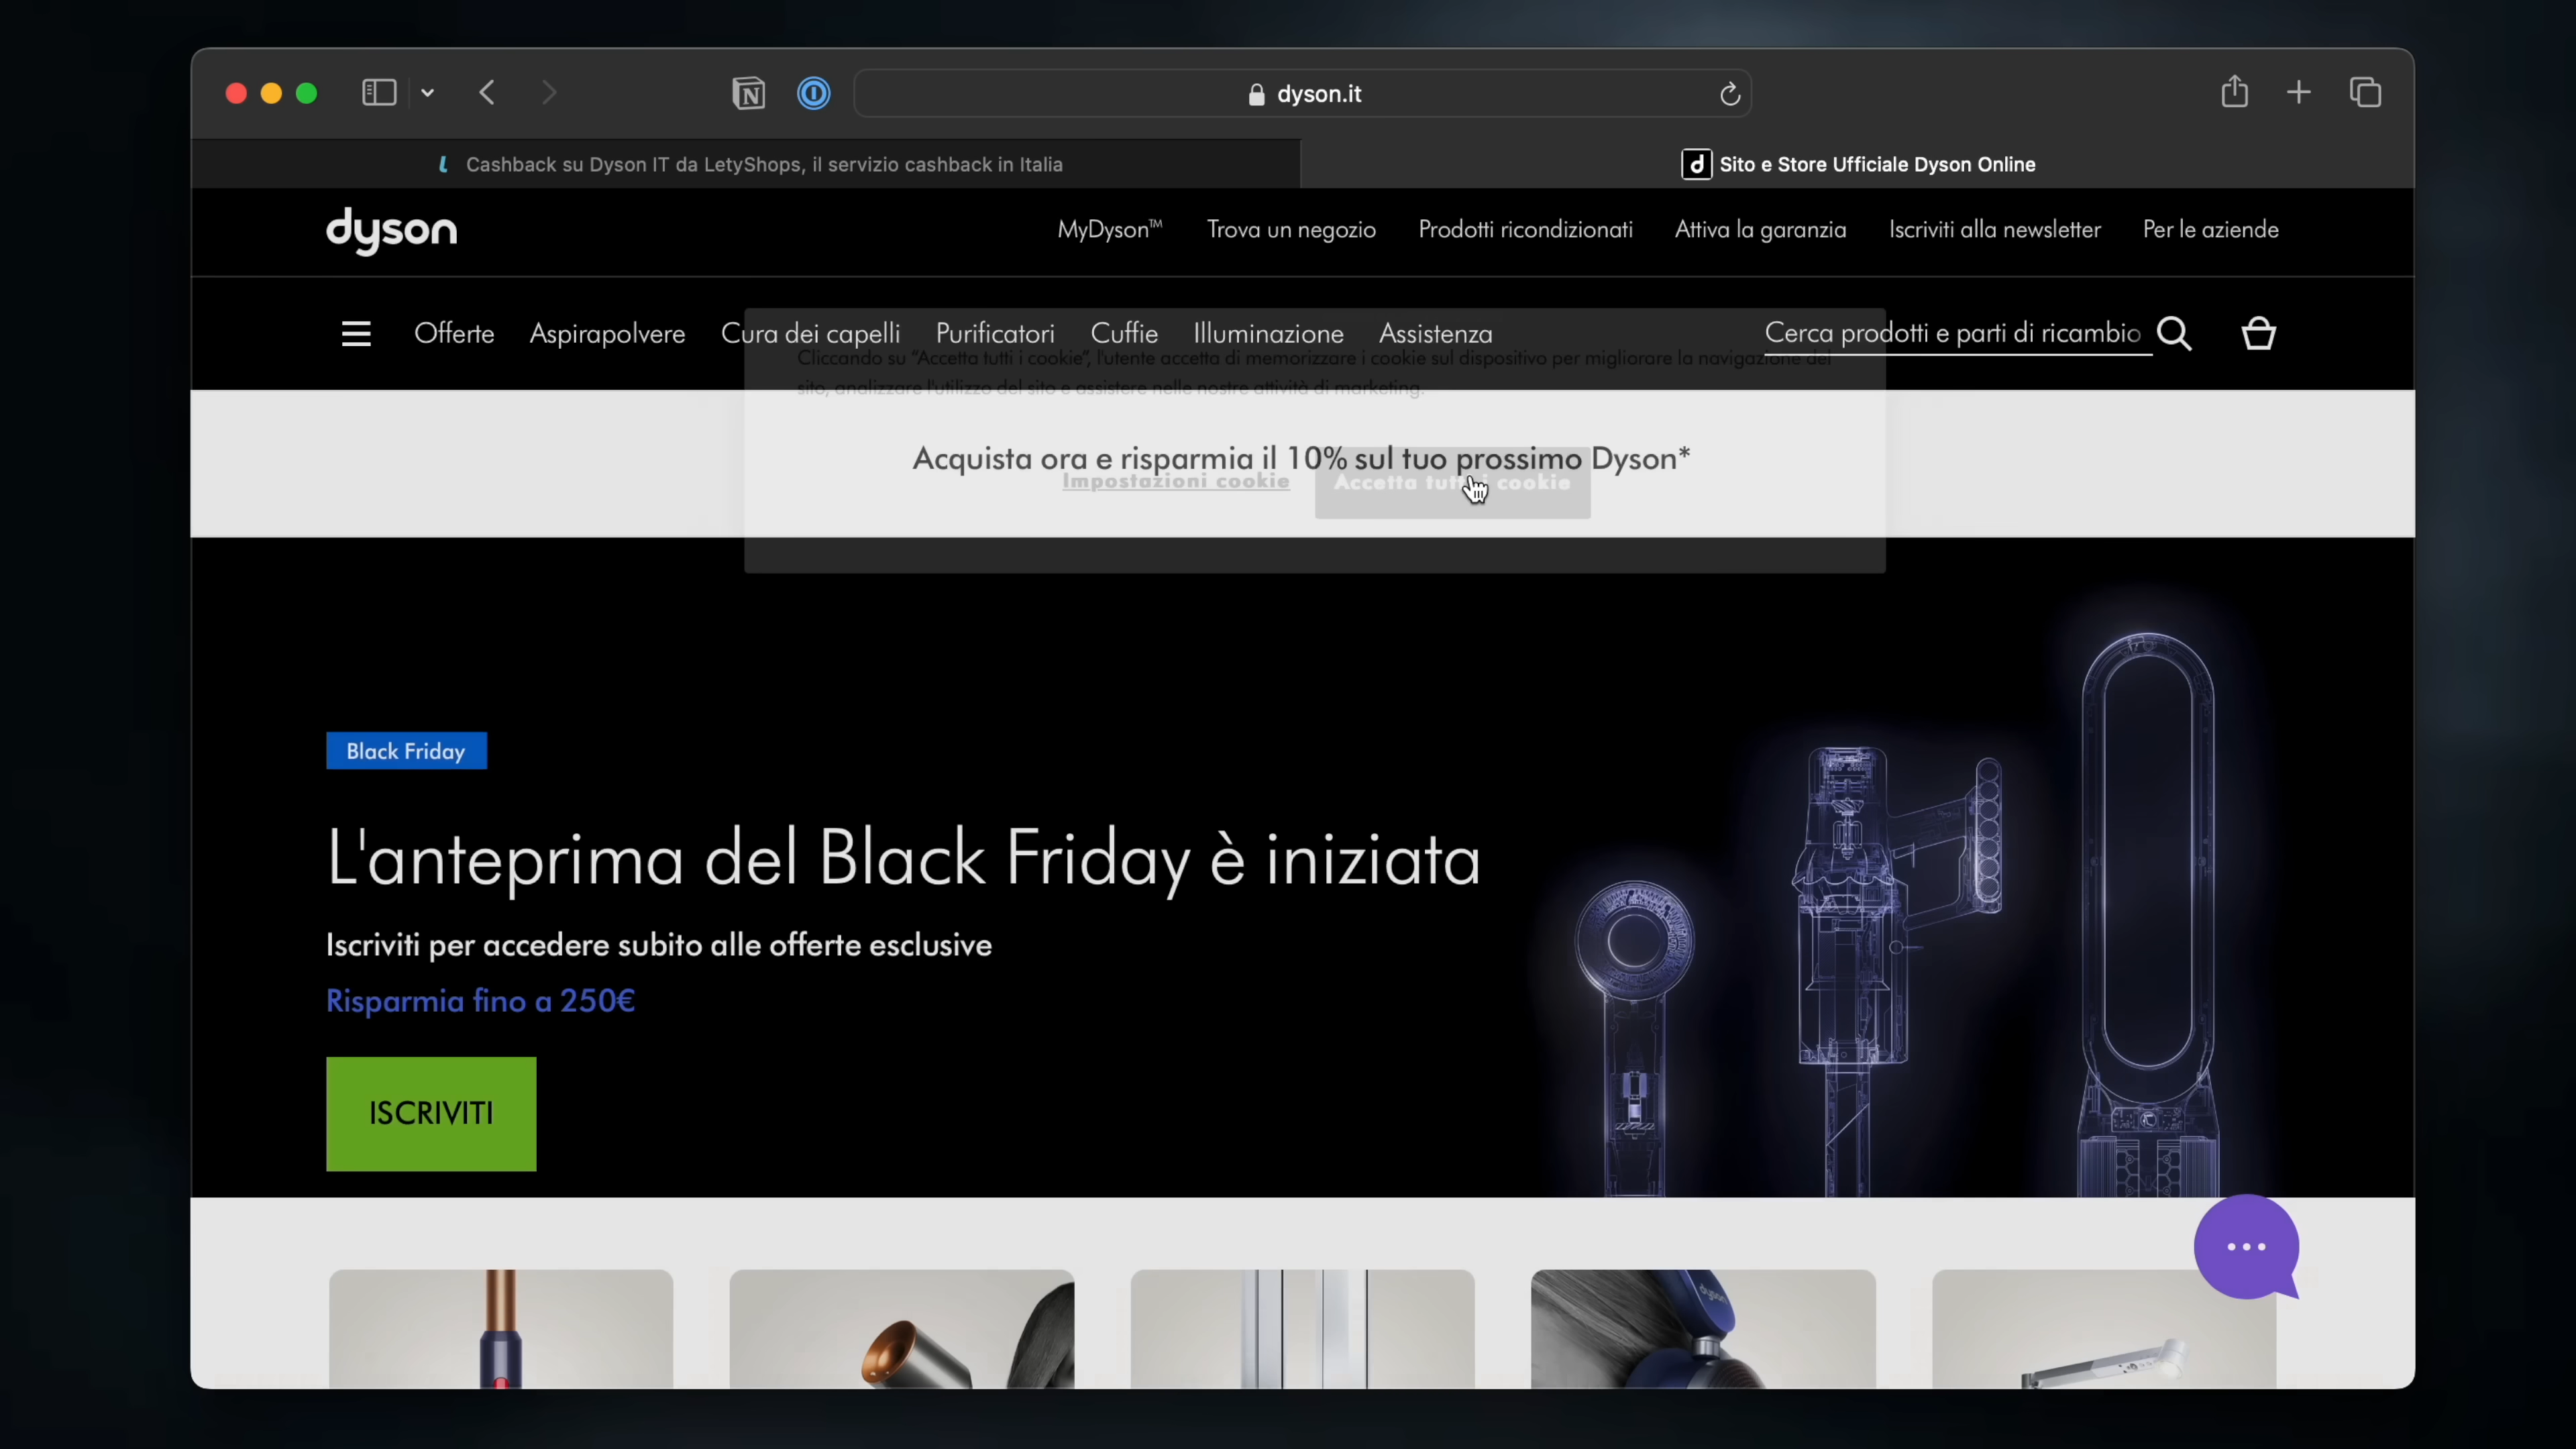 dyson.it
Cashback su Dyson IT da LetyShops, il servizio cashback in Italia
d Sito e Store Ufficiale Dyson Online
dyson
MyDyson™ Trova un negozio Prodotti ricondizionati Attiva la garanzia Iscriviti alla newsletter Per le aziende
Offerte Aspirapolvere Cura dei capelli Purificatori Cuffie Illuminazione Assistenza Cerca prodotti e parti di ricambio
Cliccando su “Accetta tutti i cookie”, l'utente accetta di memorizzare i cookie sul dispositivo per migliorare la navigazione del
sito, analizzare l'utilizzo del sito e assistere nelle nostre attività di marketing.
Acquista ora e risparmia il 10% sul tuo prossimo Dyson*
Impostazioni cookie Accetta tutti i cookie
Black Friday
L'anteprima del Black Friday è iniziata
Iscriviti per accedere subito alle offerte esclusive
Risparmia fino a 250€
ISCRIVITI
dyson